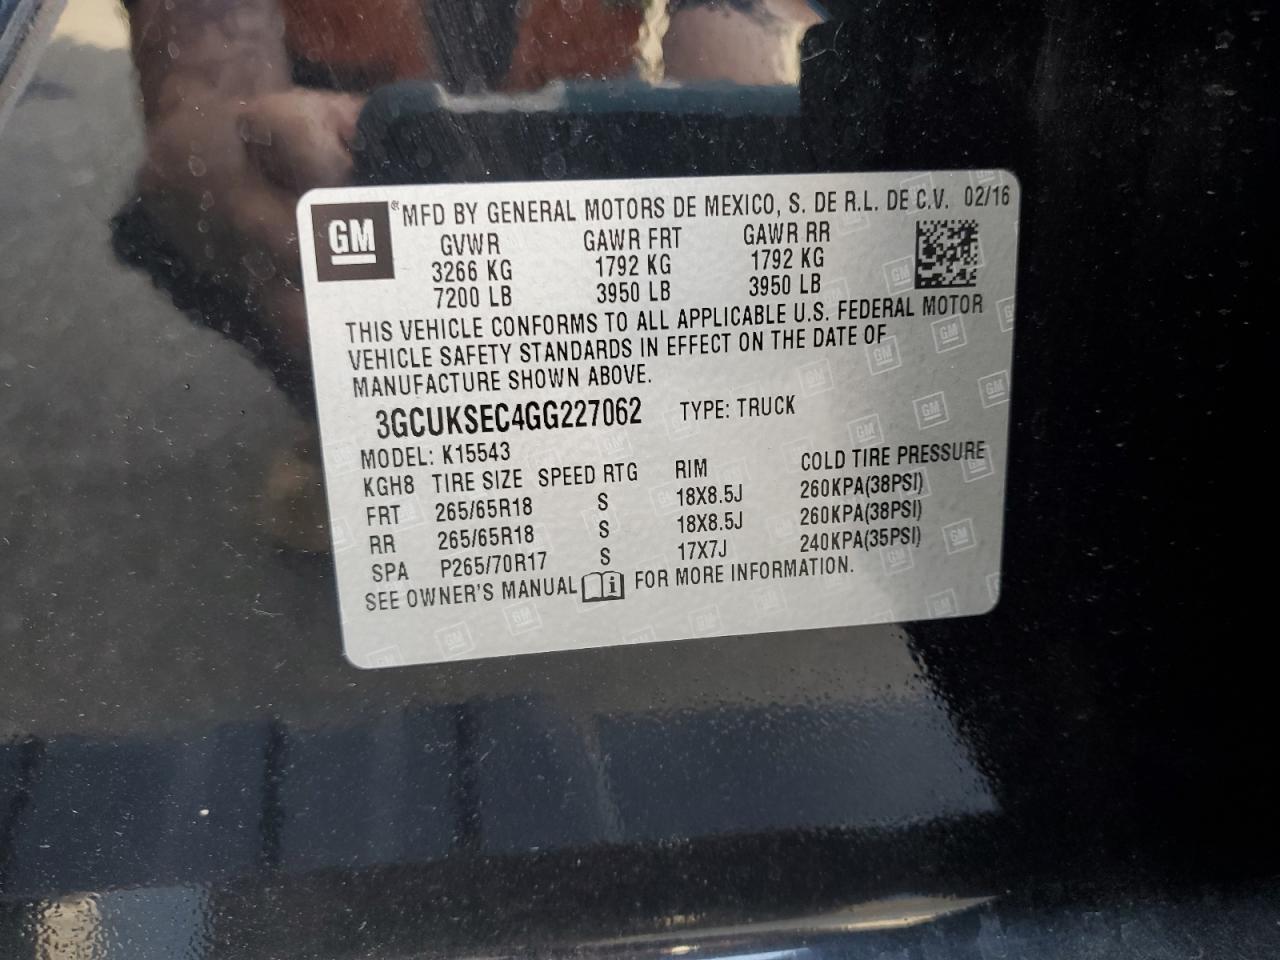 GM ® MFD BY GENERAL MOTORS DE MEXICO, S. DE R.L. DE C.V. 02/16
GVWR GAWR FRT GAWR RR
3266 KG 1792 KG 1792 KG
7200 LB 3950 LB 3950 LB
THIS VEHICLE CONFORMS TO ALL APPLICABLE U.S. FEDERAL MOTOR
VEHICLE SAFETY STANDARDS IN EFFECT ON THE DATE OF
MANUFACTURE SHOWN ABOVE.
3GCUKSEC4GG227062 TYPE: TRUCK
MODEL: K15543
KGH8 TIRE SIZE SPEED RTG RIM COLD TIRE PRESSURE
FRT 265/65R18 S 18X8.5J 260KPA(38PSI)
RR 265/65R18 S 18X8.5J 260KPA(38PSI)
SPA P265/70R17 S 17X7J 240KPA(35PSI)
SEE OWNER'S MANUAL i FOR MORE INFORMATION.